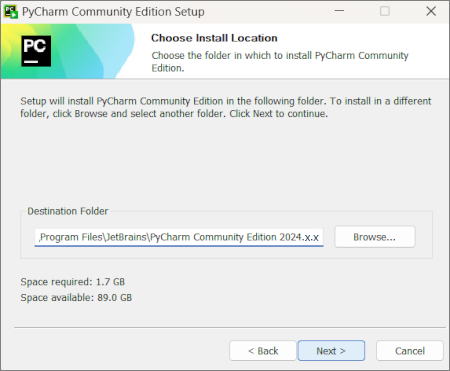 PyCharm Community Edition Setup
PC
Choose Install Location
Choose the folder in which to install PyCharm Community
Edition.
Setup will install PyCharm Community Edition in the following folder. To install in a different
folder, click Browse and select another folder. Click Next to continue.
Destination Folder
Program Files\JetBrains\PyCharm Community Edition 2024.x.x
Browse...
Space required: 1.7 GB
Space available: 89.0 GB
< Back
Next >
Cancel